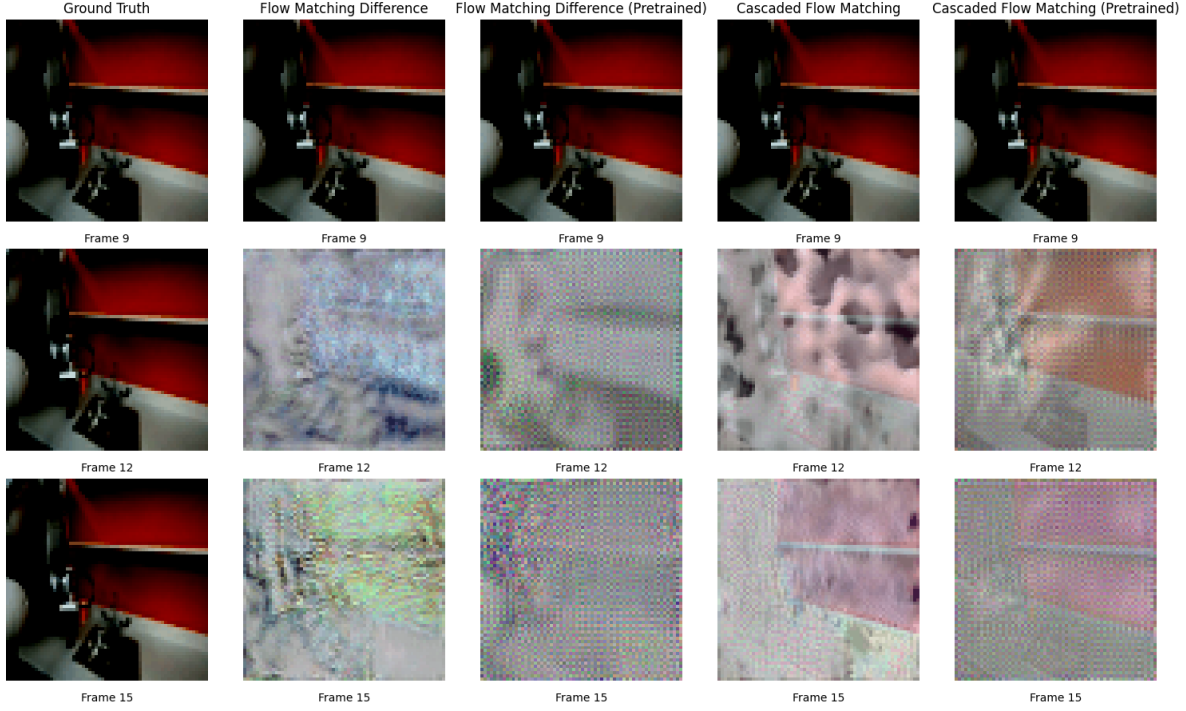 Ground Truth
Flow Matching Difference
Flow Matching Difference (Pretrained)
Cascaded Flow Matching
Cascaded Flow Matching (Pretrained)
Frame 9
Frame 9
Frame 9
Frame 9
Frame 9
Frame 12
Frame 12
Frame 12
Frame 12
Frame 12
Frame 15
Frame 15
Frame 15
Frame 15
Frame 15